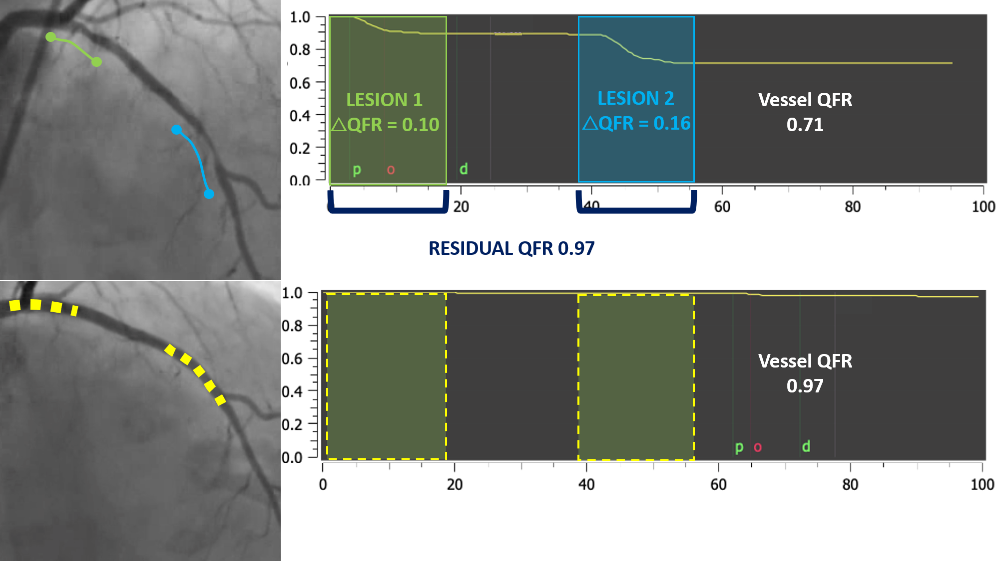 1.0
0.8
0.6
0.4
0.2
0.0
LESION 1
△QFR = 0.10
LESION 2
△QFR = 0.16
Vessel QFR
0.71
p o d
20 40 60 80 100
RESIDUAL QFR 0.97
1.0
0.8
0.6
0.4
0.2
0.0
Vessel QFR
0.97
p o d
0 20 40 60 80 100